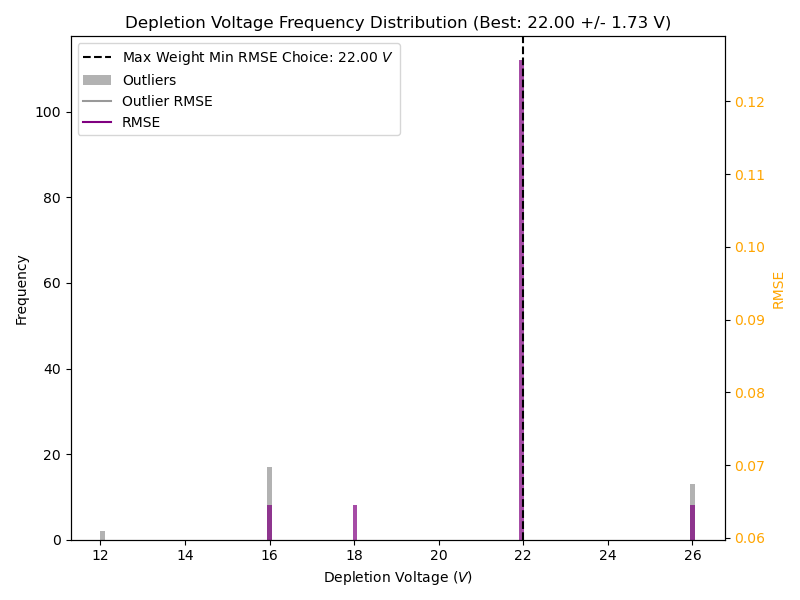 Depletion Voltage Frequency Distribution (Best: 22.00 +/- 1.73 V)
Max Weight Min RMSE Choice: 22.00 V
Outliers
Outlier RMSE
RMSE
Frequency
100
80
60
40
20
0
0.12
0.11
0.10
0.09
0.08
0.07
0.06
RMSE
12 14 16 18 20 22 24 26
Depletion Voltage (V)